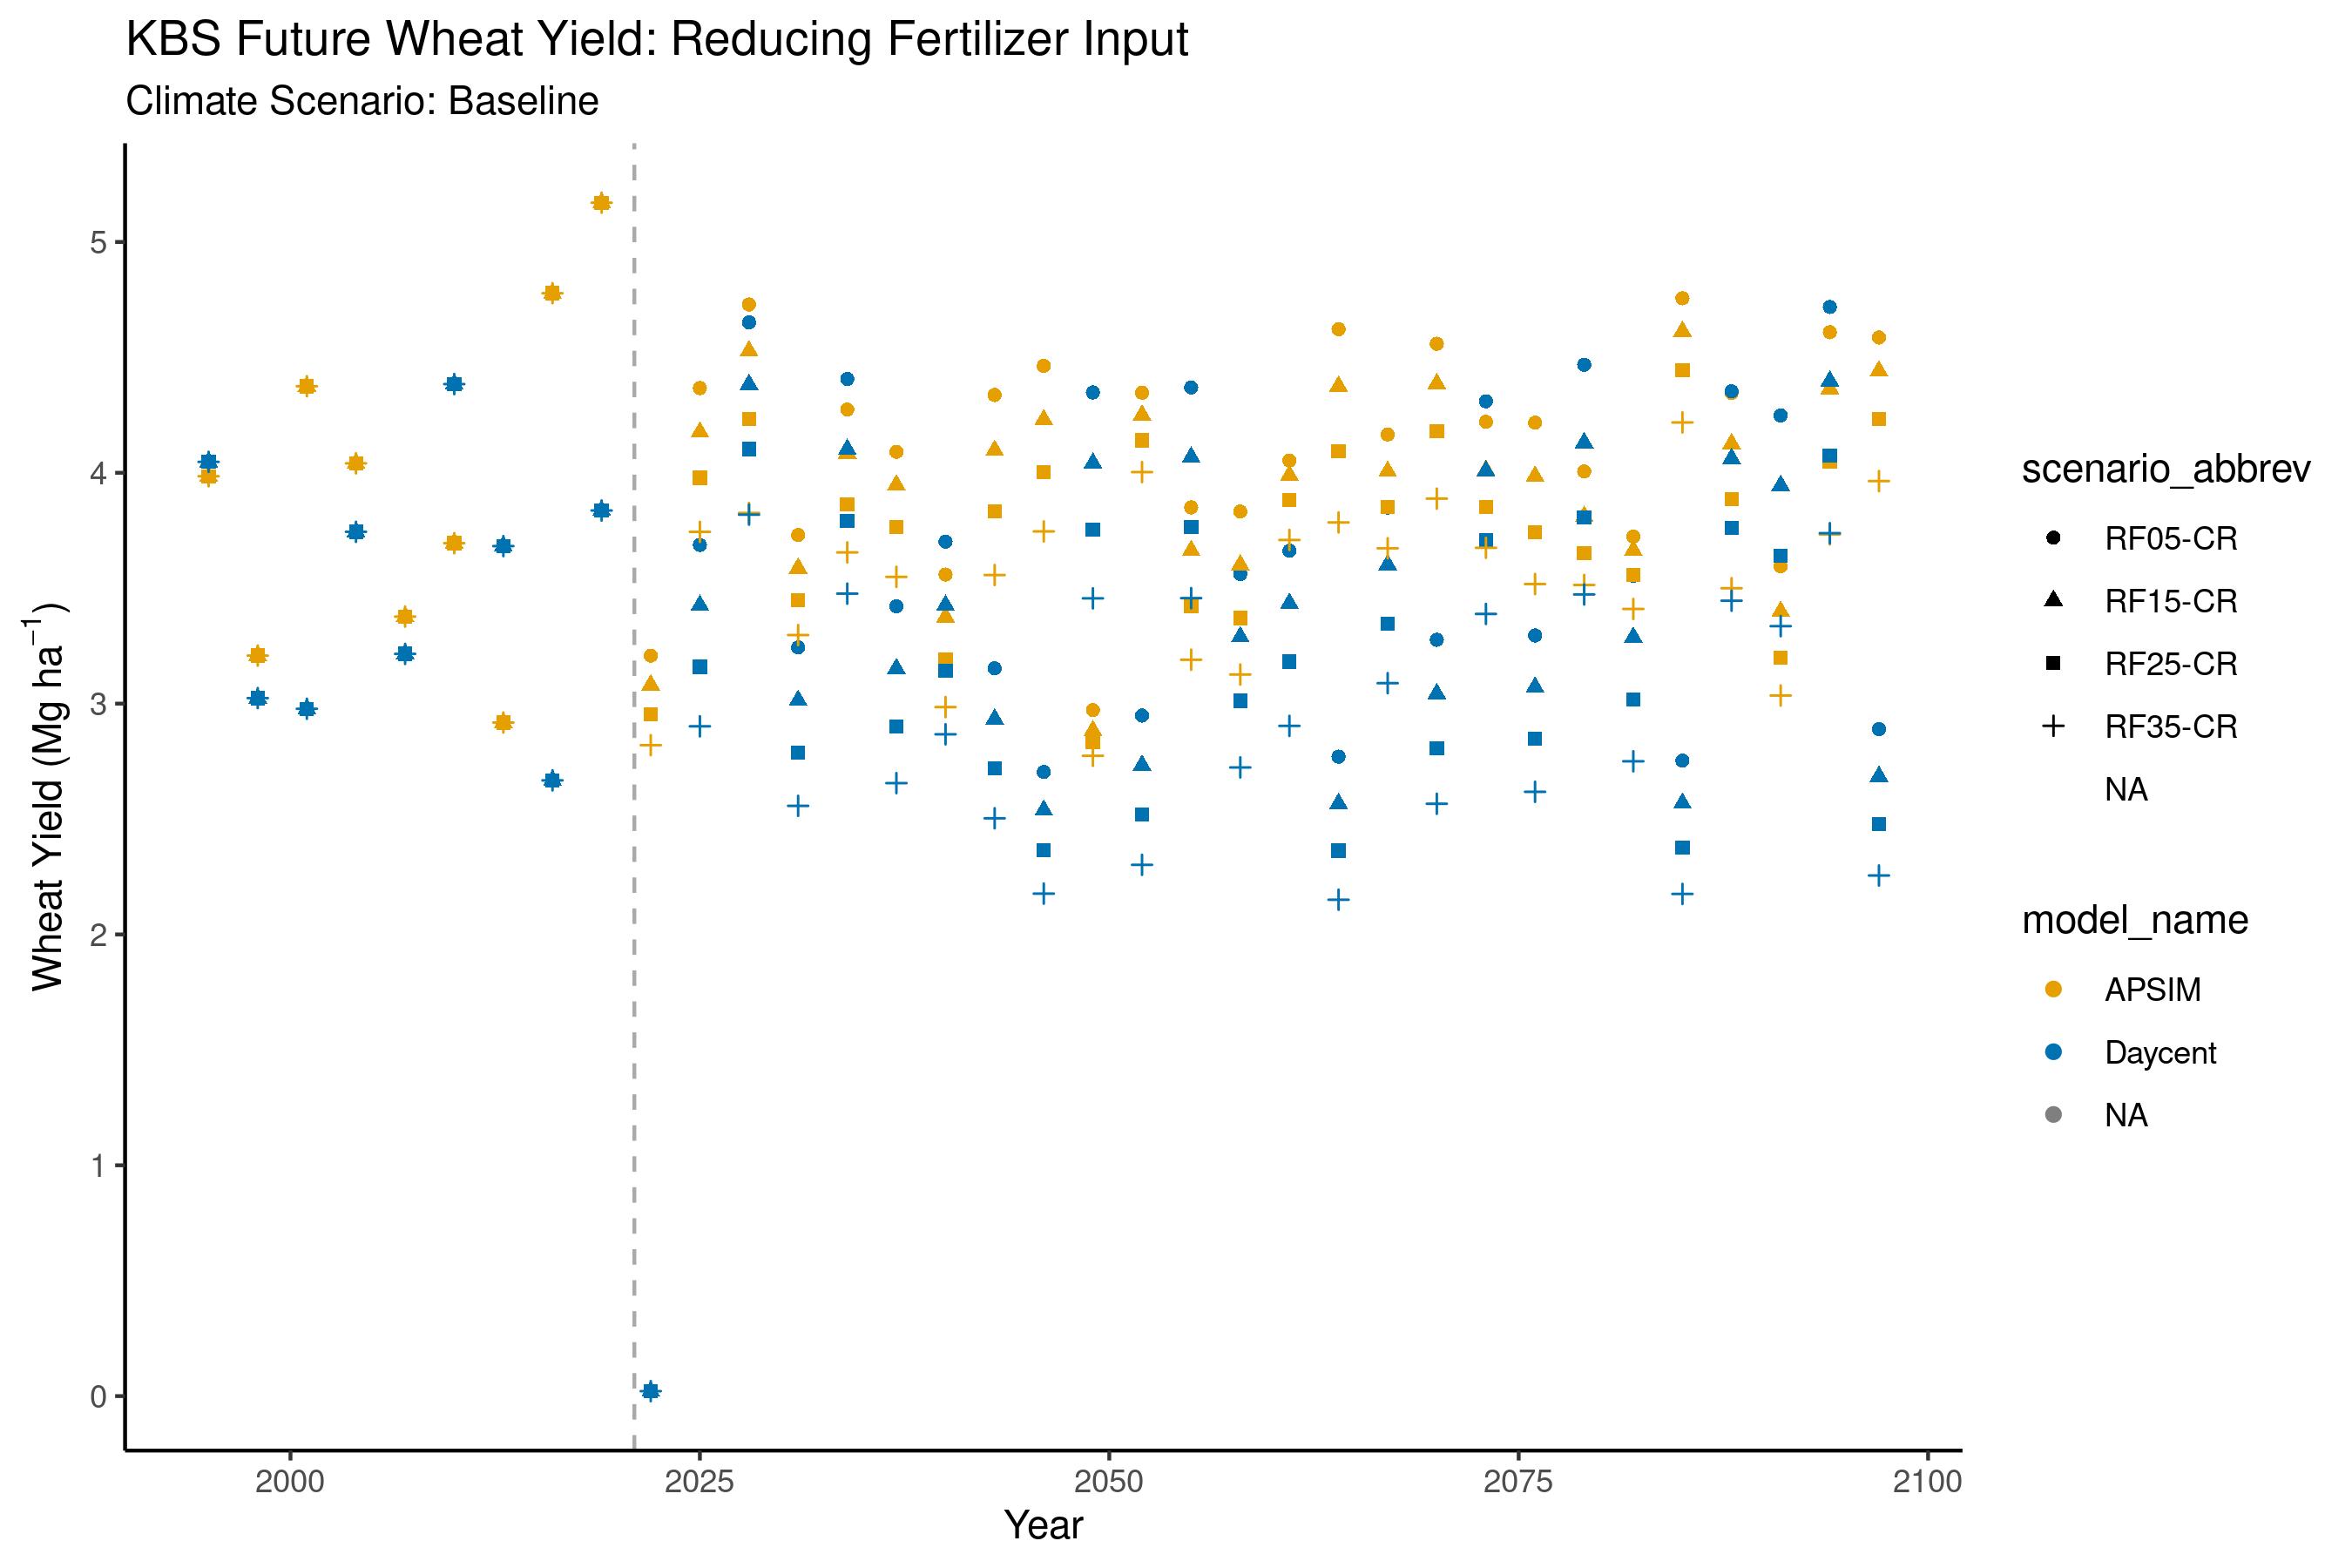 KBS Future Wheat Yield: Reducing Fertilizer Input
Climate Scenario: Baseline
Wheat Yield (Mg ha⁻¹)
5
4
3
2
1
0
2000
2025
2050
2075
2100
Year
scenario_abbrev
RF05-CR
RF15-CR
RF25-CR
RF35-CR
NA
model_name
APSIM
Daycent
NA